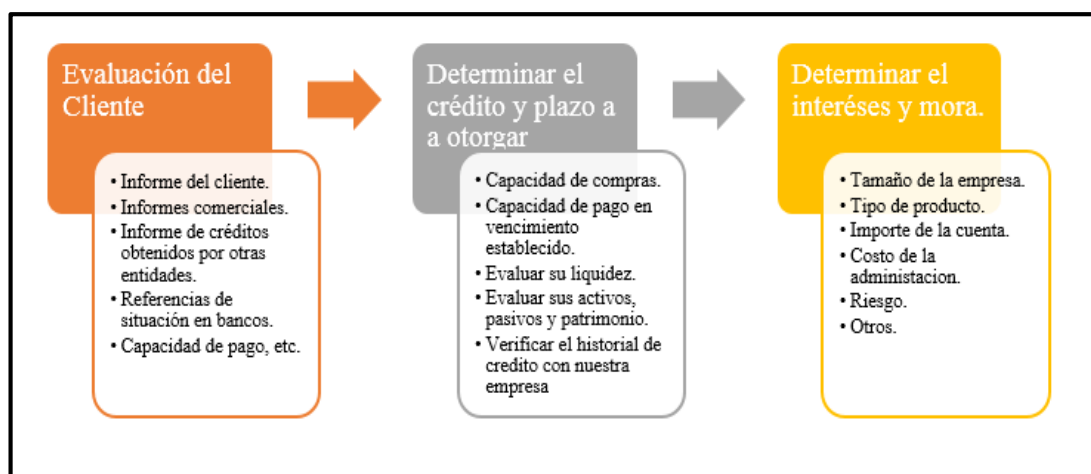 Evaluación del
Cliente
• Informe del cliente.
• Informes comerciales.
• Informe de créditos
obtenidos por otras
entidades.
• Referencias de
situación en bancos.
• Capacidad de pago, etc.
Determinar el
crédito y plazo a
a otorgar
• Capacidad de compras.
• Capacidad de pago en
vencimiento
establecido.
• Evaluar su liquidez.
• Evaluar sus activos,
pasivos y patrimonio.
• Verificar el historial de
credito con nuestra
empresa
Determinar el
interéses y mora.
• Tamaño de la empresa.
• Tipo de producto.
• Importe de la cuenta.
• Costo de la
administacion.
• Riesgo.
• Otros.